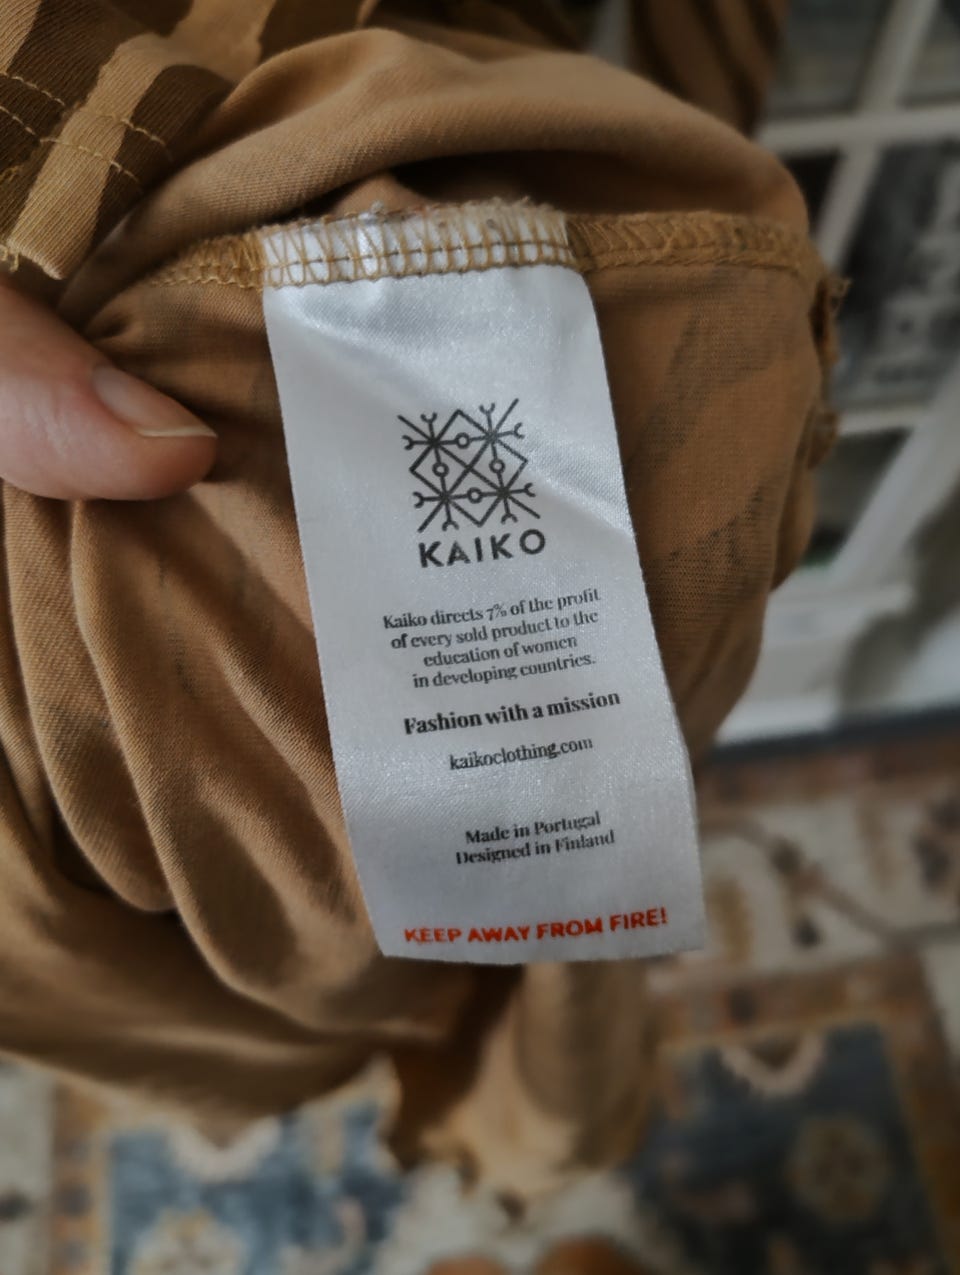 KAIKO
Kaiko directs 7% of the profit
of every sold product to the
education of women
in developing countries.
Fashion with a mission
kaikoclothing.com
Made in Portugal
Designed in Finland
KEEP AWAY FROM FIRE!